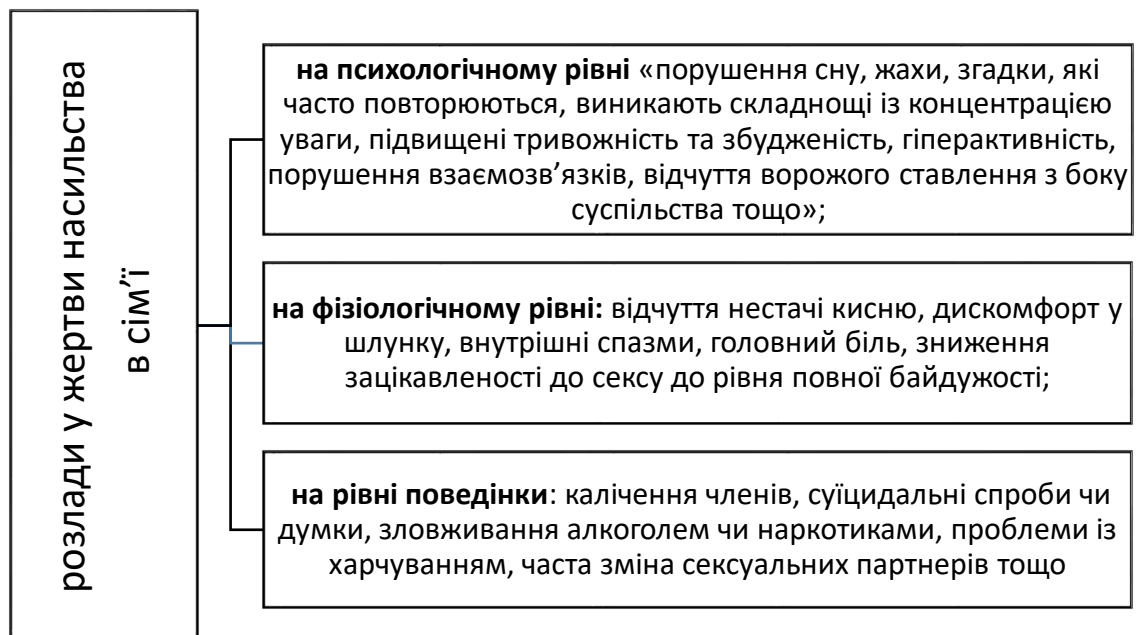 розлади у жертви насильства
в сім’ї
на психологічному рівні «порушення сну, жахи, згадки, які
часто повторюються, виникають складнощі із концентрацією
уваги, підвищені тривожність та збудженість, гіперактивність,
порушення взаємозв’язків, відчуття ворожого ставлення з боку
суспільства тощо»;
на фізіологічному рівні: відчуття нестачі кисню, дискомфорт у
шлунку, внутрішні спазми, головний біль, зниження
зацікавленості до сексу до рівня повної байдужості;
на рівні поведінки: калічення членів, суїцидальні спроби чи
думки, зловживання алкоголем чи наркотиками, проблеми із
харчуванням, часта зміна сексуальних партнерів тощо